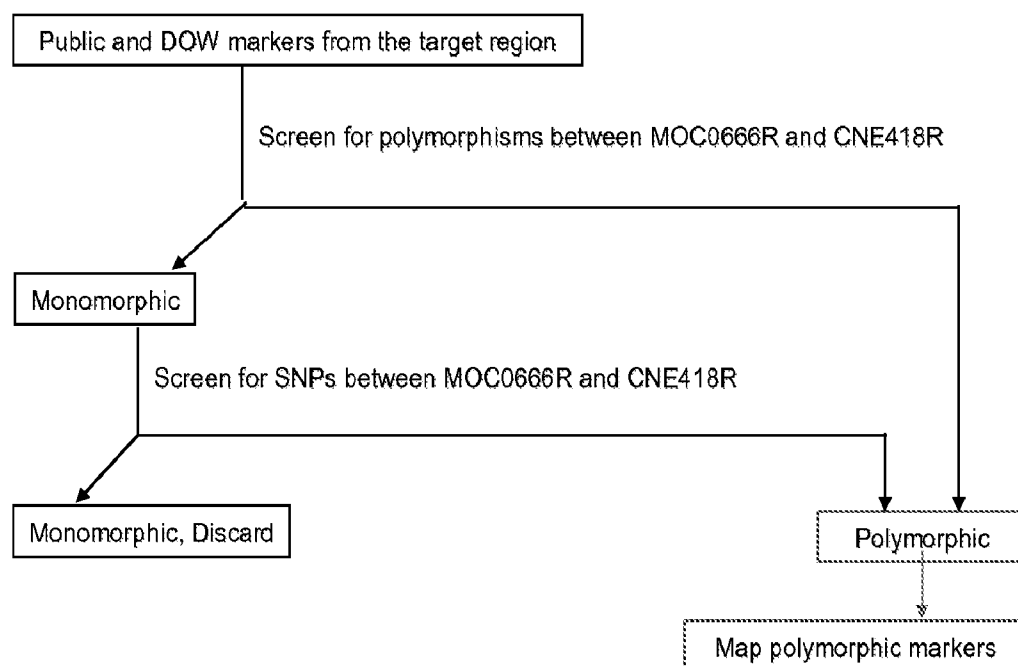 Public and DOW markers from the target region
Screen for polymorphisms between MOC0666R and CNE418R
Monomorphic
Screen for SNPs between MOC0666R and CNE418R
Monomorphic, Discard
Polymorphic
Map polymorphic markers